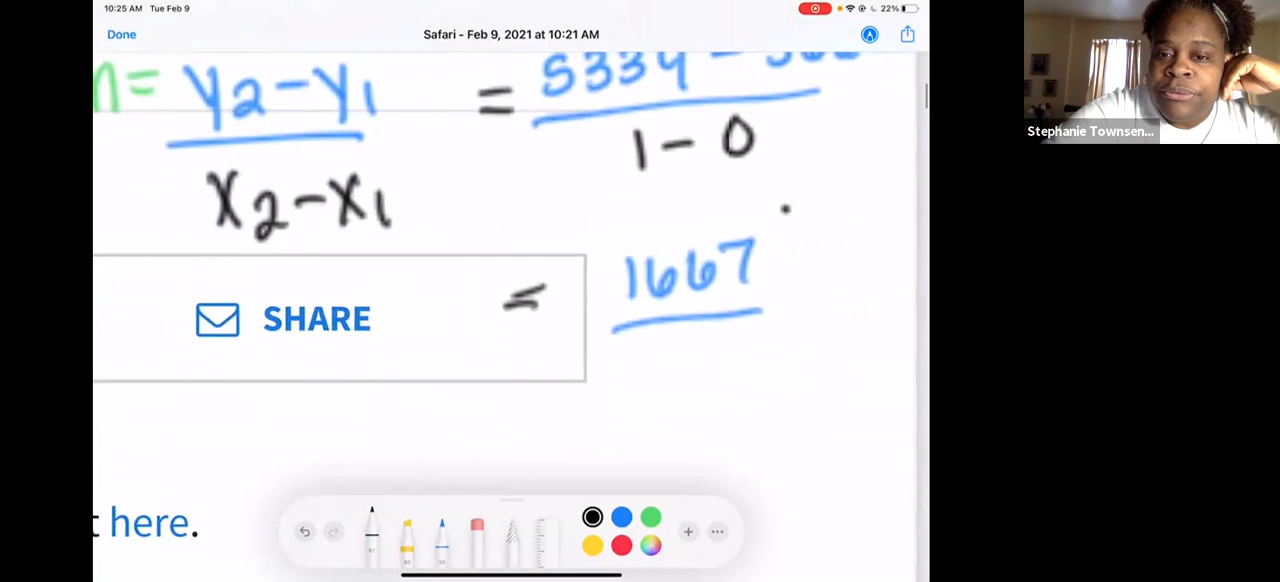 10:25 AM Tue Feb 9
22%
Done
Safari - Feb 9, 2021 at 10:21 AM
n= y2-y1 = 5334 -
x2-x1 1- 0
= 1667
SHARE
t here.
Stephanie Townsen...